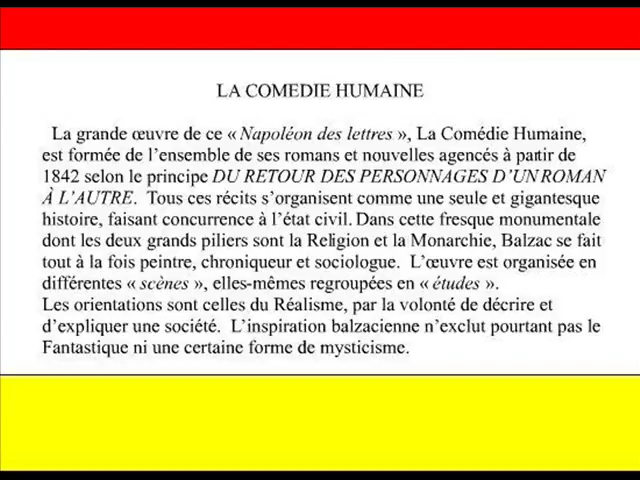 LA COMEDIE HUMAINE
La grande œuvre de ce « Napoléon des lettres », La Comédie Humaine,
est formée de l’ensemble de ses romans et nouvelles agencés à partir de
1842 selon le principe DU RETOUR DES PERSONNAGES D’UN ROMAN
À L’AUTRE. Tous ces récits s’organisent comme une seule et gigantesque
histoire, faisant concurrence à l’état civil. Dans cette fresque monumentale
dont les deux grands piliers sont la Religion et la Monarchie, Balzac se fait
tout à la fois peintre, chroniqueur et sociologue. L’œuvre est organisée en
différentes « scènes », elles-mêmes regroupées en « études ».
Les orientations sont celles du Réalisme, par la volonté de décrire et
d’expliquer une société. L’inspiration balzacienne n’exclut pourtant pas le
Fantastique ni une certaine forme de mysticisme.